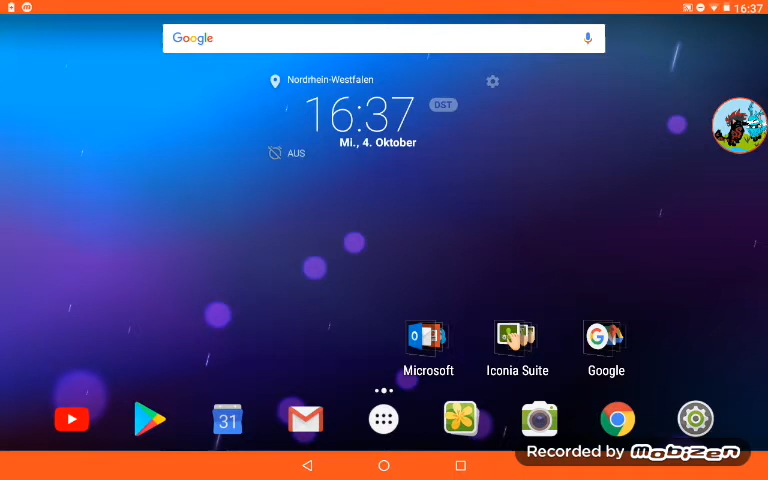 16:37
Google
Nordrhein-Westfalen
16:37
DST
Mi., 4. Oktober
AUS
Microsoft
Iconia Suite
Google
31
Recorded by Mobizen